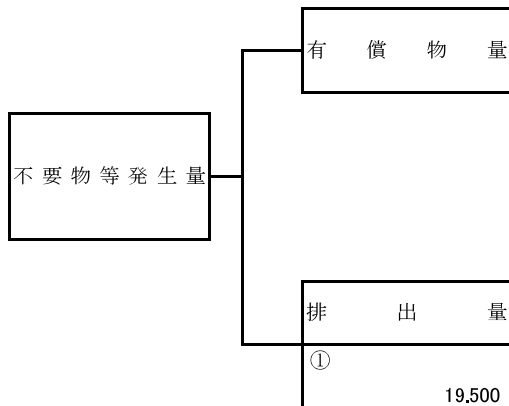 有償物量
不要物等発生量
排出量
①
19.500